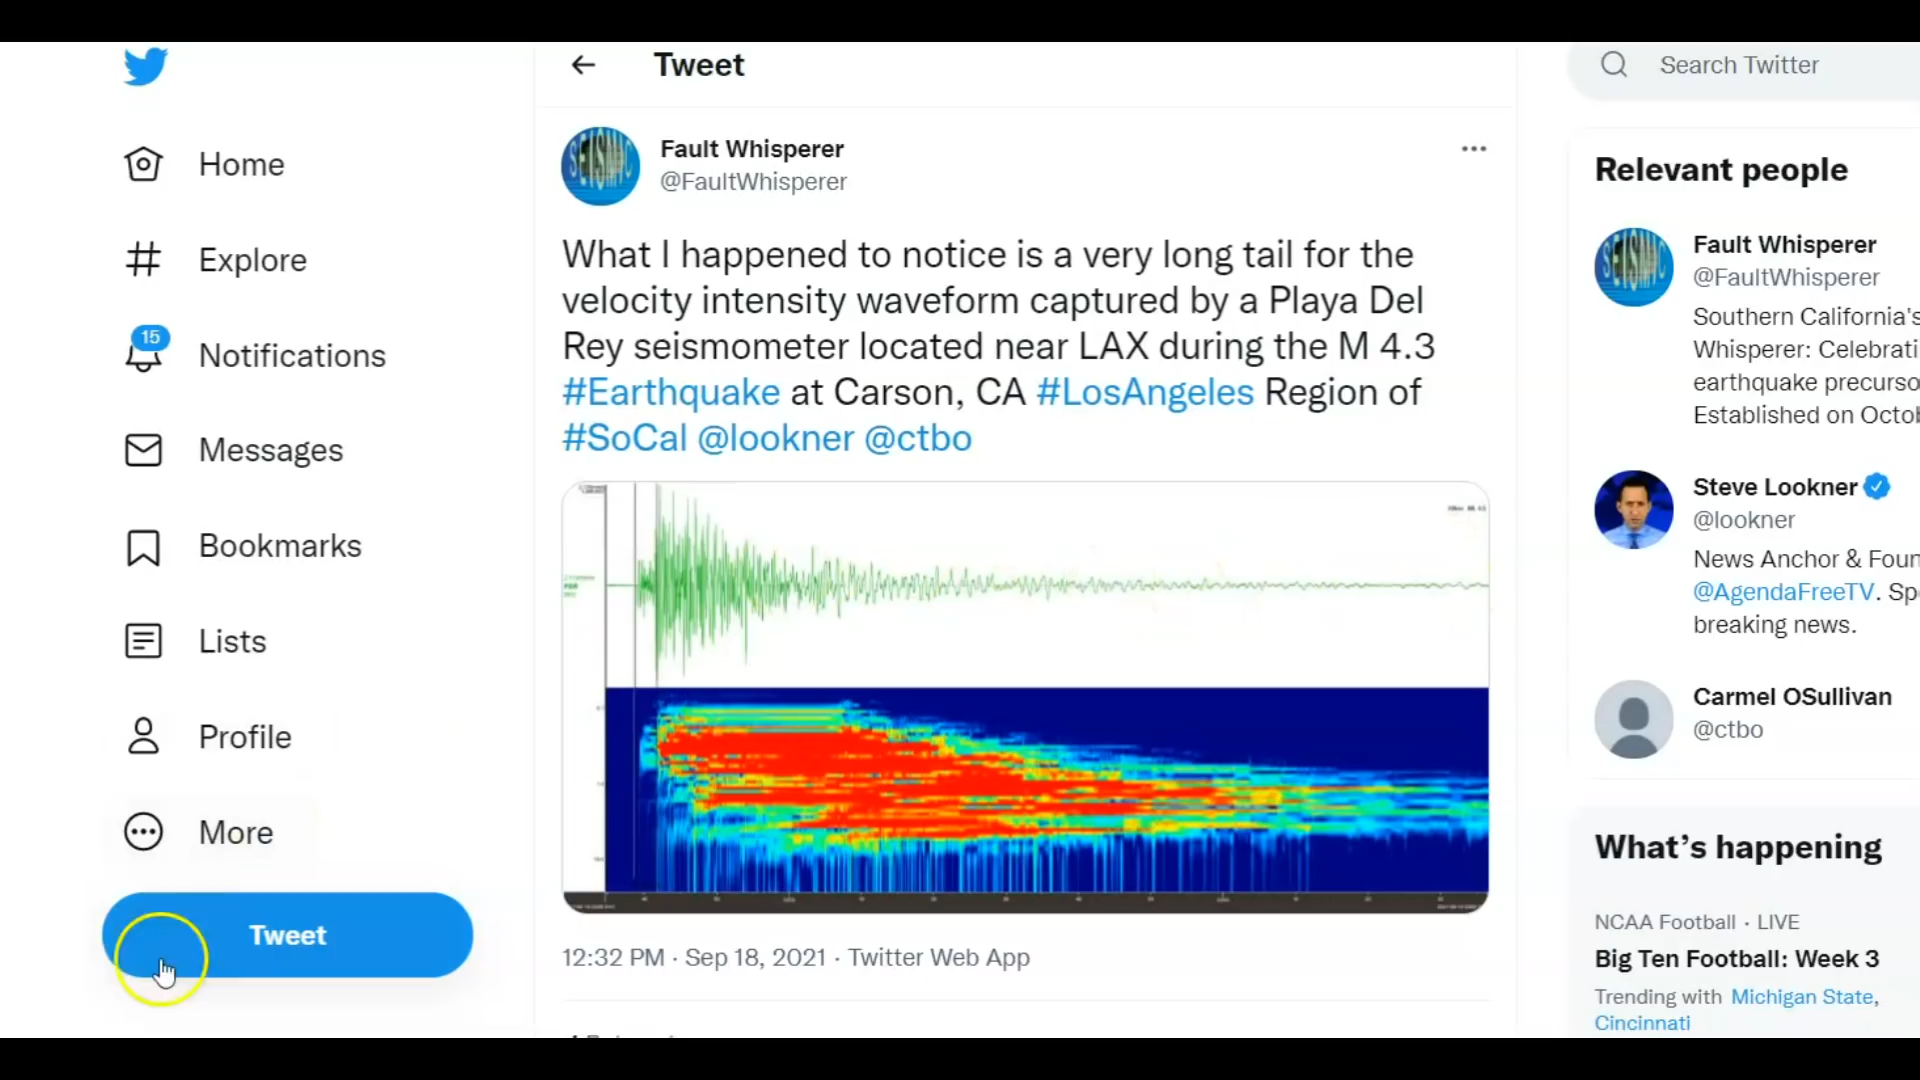 Tweet
Search Twitter
Home
Explore
15
Notifications
Messages
Bookmarks
Lists
Profile
More
Tweet
Fault Whisperer
@FaultWhisperer
What I happened to notice is a very long tail for the
velocity intensity waveform captured by a Playa Del
Rey seismometer located near LAX during the M 4.3
#Earthquake at Carson, CA #LosAngeles Region of
#SoCal @lookner @ctbo
SEISMIC
12:32 PM · Sep 18, 2021 · Twitter Web App
Relevant people
SEISMIC
Fault Whisperer
@FaultWhisperer
Southern California's
Whisperer: Celebrati
earthquake precurso
Established on Octob
Steve Lookner
@lookner
News Anchor & Foun
@AgendaFreeTV. Sp
breaking news.
Carmel OSullivan
@ctbo
What's happening
NCAA Football · LIVE
Big Ten Football: Week 3
Trending with Michigan State,
Cincinnati